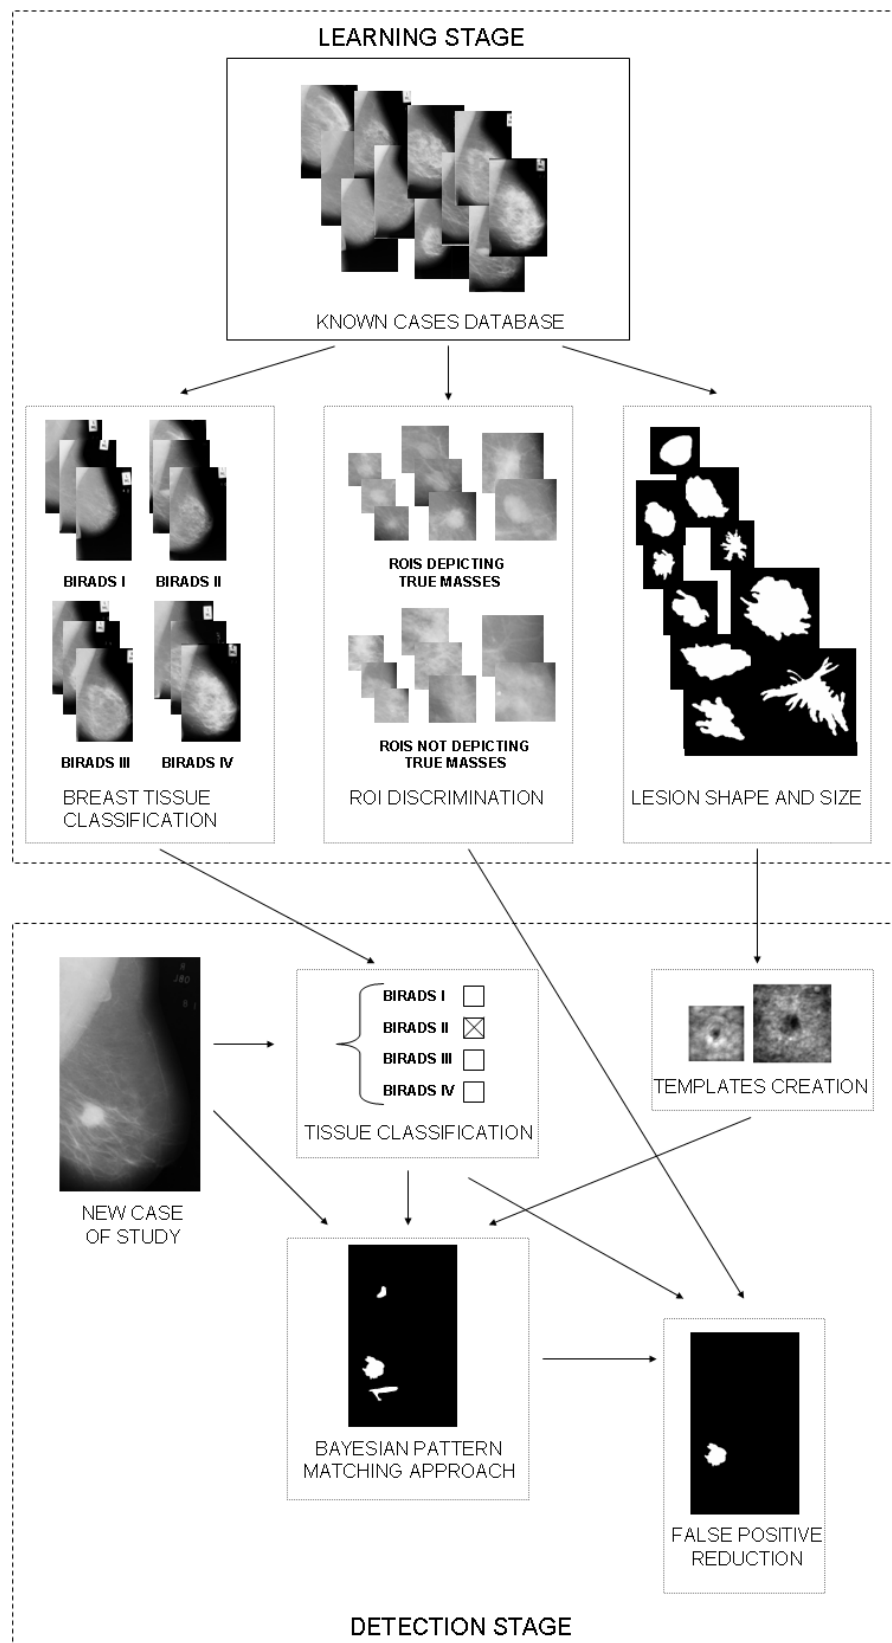 LEARNING STAGE
KNOWN CASES DATABASE
BIRADS I
BIRADS II
BIRADS III
BIRADS IV
BREAST TISSUE
CLASSIFICATION
ROIS DEPICTING
TRUE MASSES
ROIS NOT DEPICTING
TRUE MASSES
ROI DISCRIMINATION
LESION SHAPE AND SIZE
NEW CASE
OF STUDY
BIRADS I
BIRADS II
BIRADS III
BIRADS IV
TISSUE CLASSIFICATION
TEMPLATES CREATION
BAYESIAN PATTERN
MATCHING APPROACH
FALSE POSITIVE
REDUCTION
DETECTION STAGE